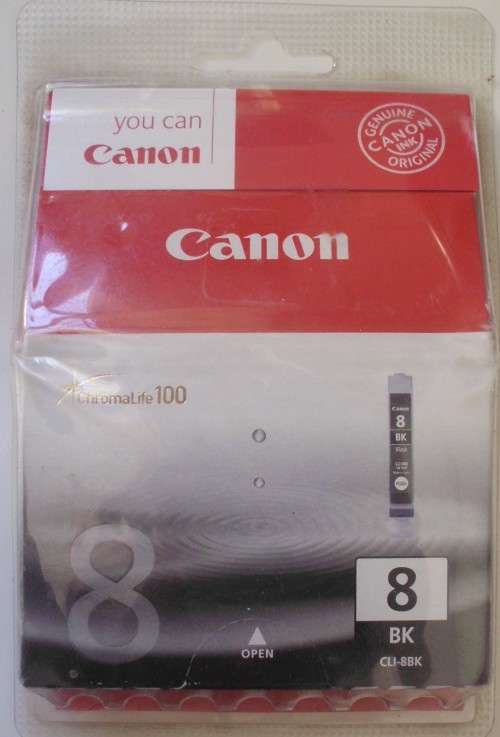 you can
Canon
GENUINE
CANON
INK
ORIGINAL
Canon
ChromaLife100
Canon
8
BK
8
8
BK
CLI-8BK
OPEN